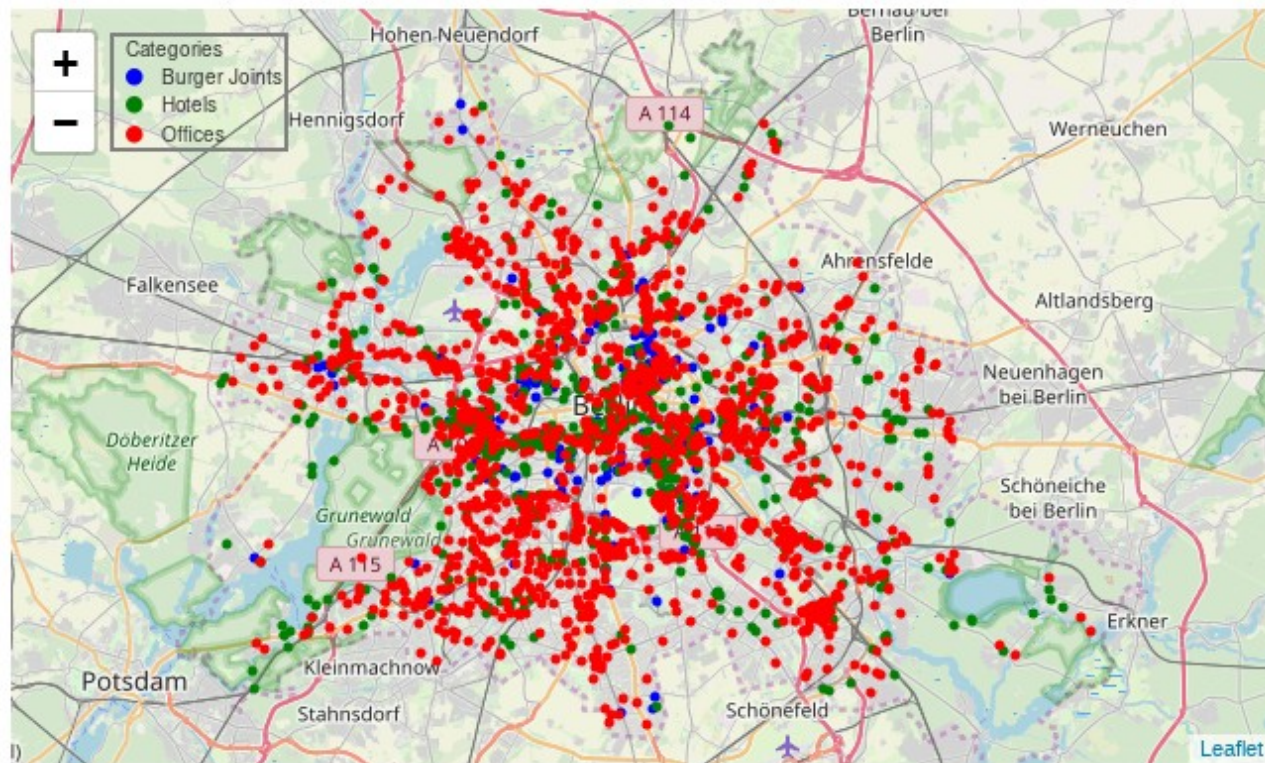 Bernau bei
Berlin
Hohen Neuendorf
+
−
Categories
Burger Joints
Hotels
Offices
A 114
Hennigsdorf
Werneuchen
Ahrensfelde
Falkensee
Altlandsberg
Neuenhagen
bei Berlin
Berlin
Döberitzer
Heide
Schöneiche
bei Berlin
Grunewald
Grunewald
A 115
Erkner
Kleinmachnow
Potsdam
Stahnsdorf
Schönefeld
Leaflet